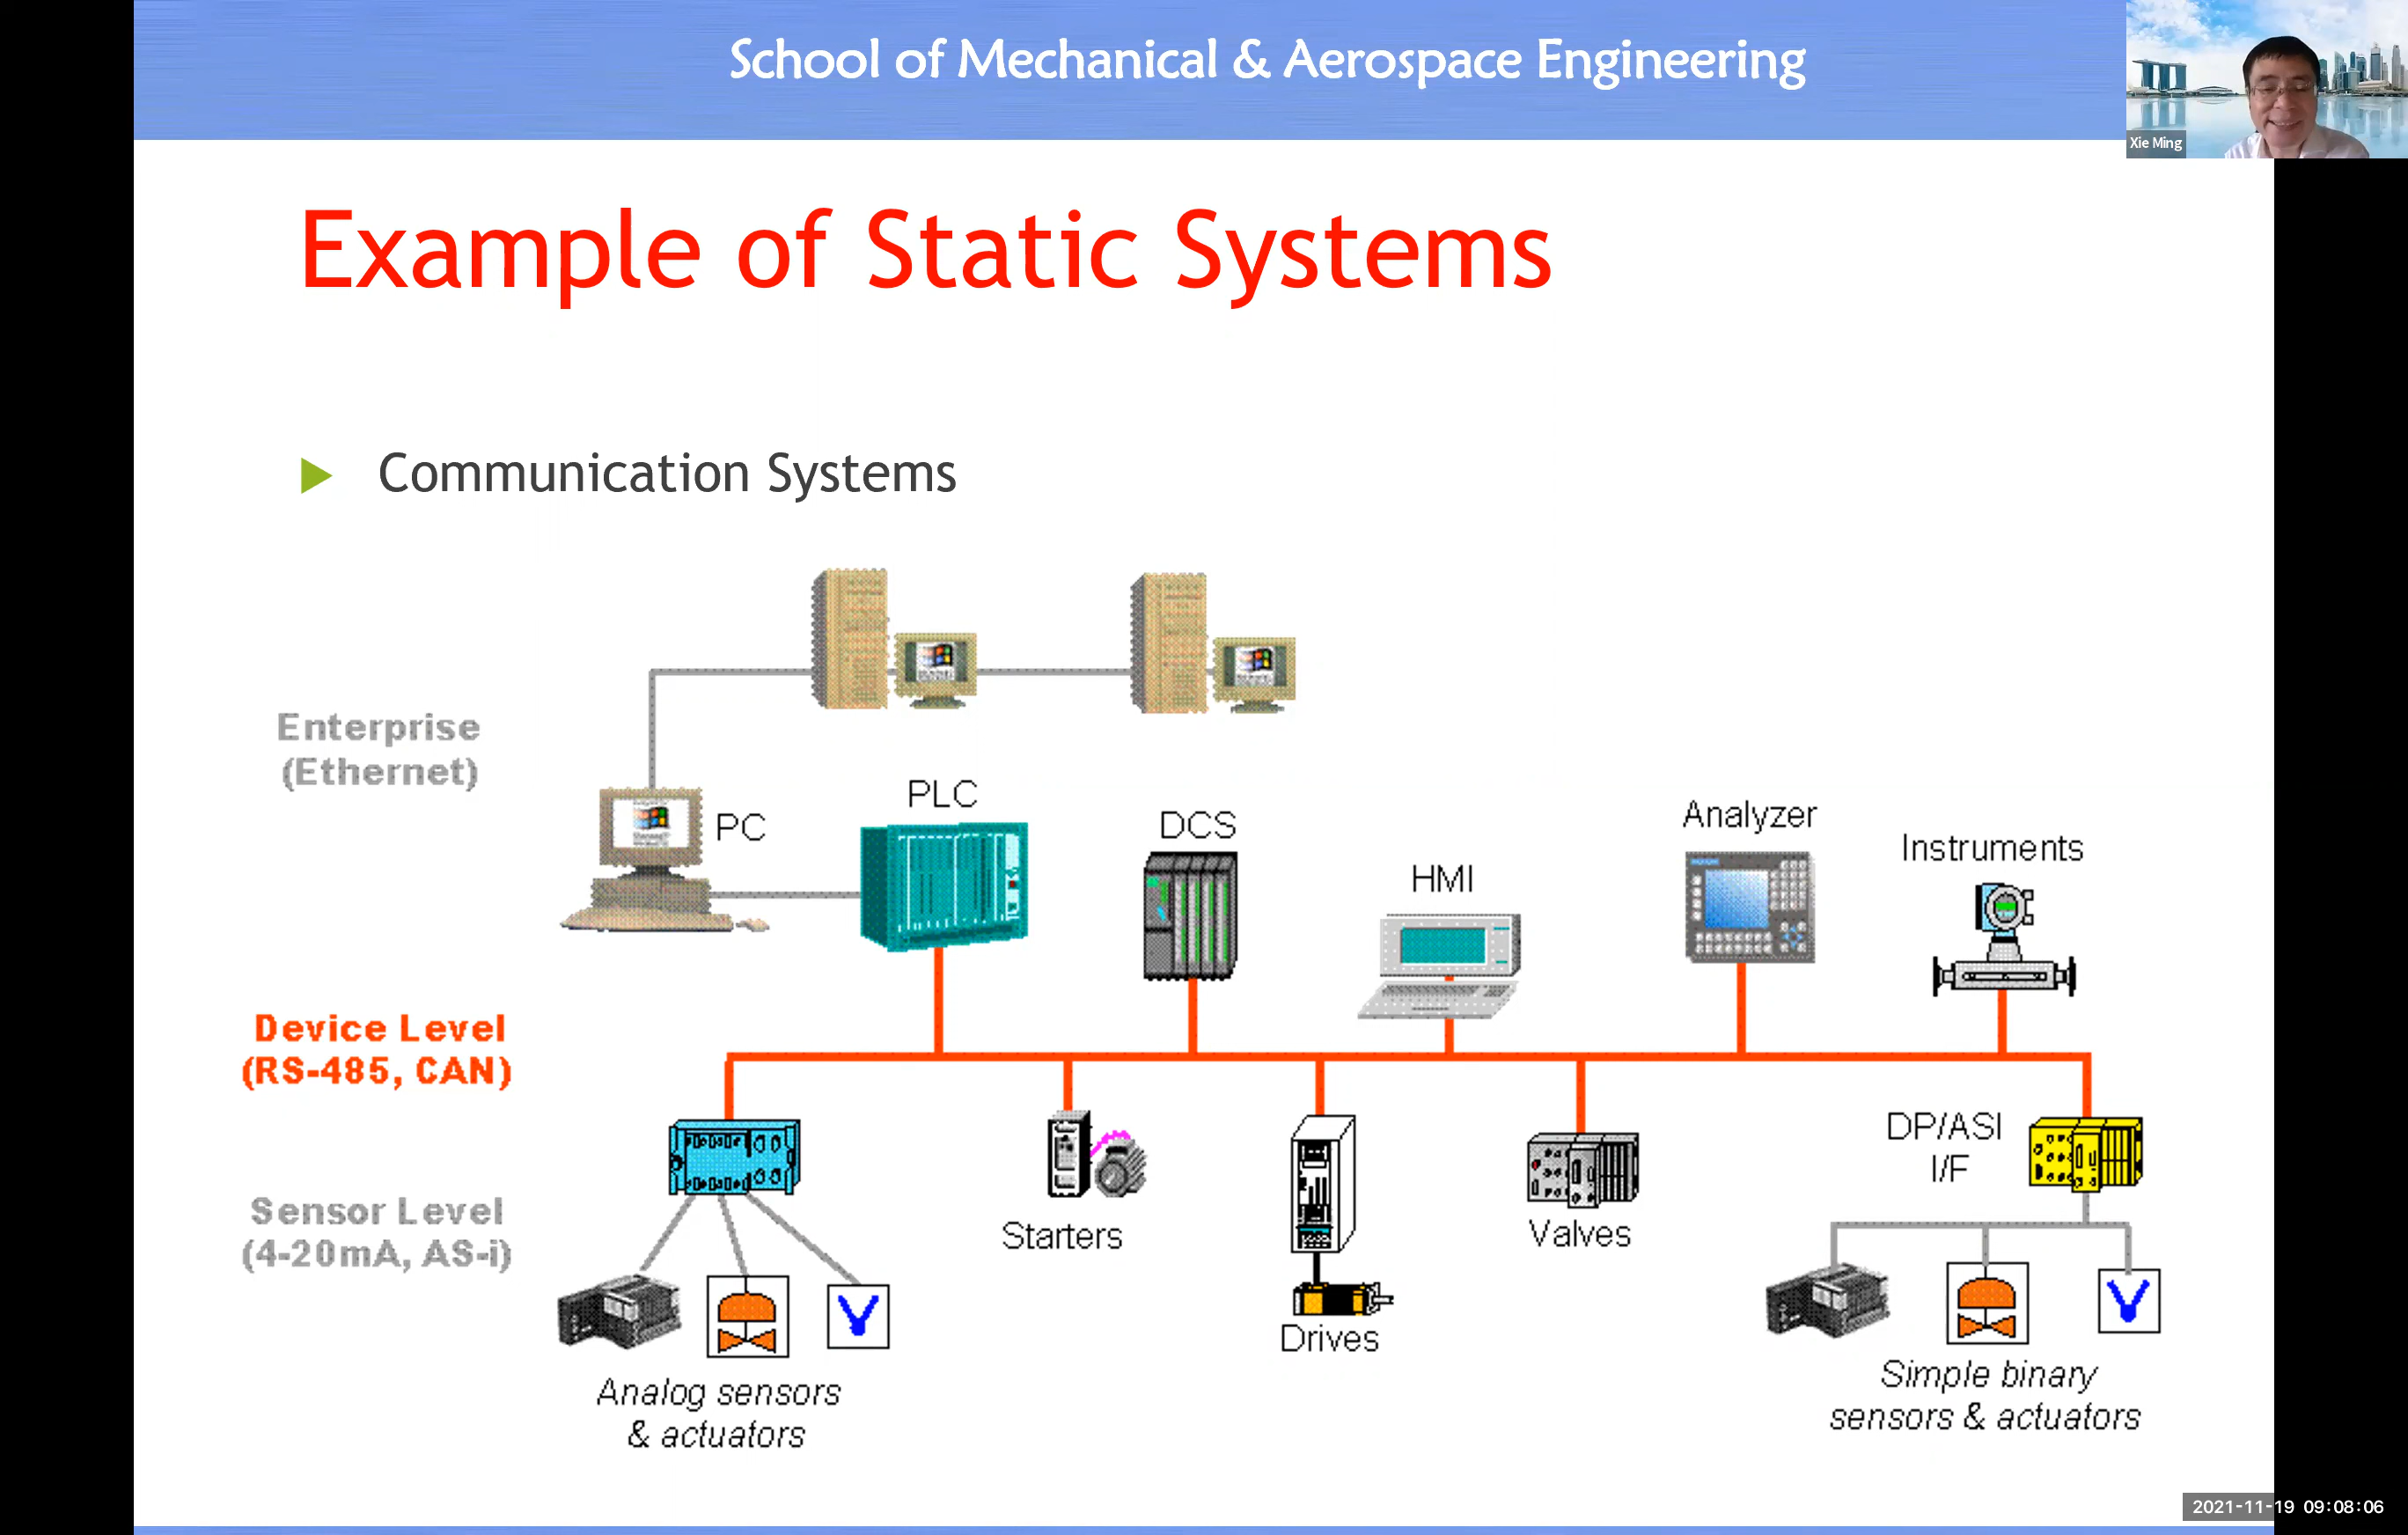 School of Mechanical & Aerospace Engineering
Xie Ming
Example of Static Systems
Communication Systems
Enterprise
(Ethernet)
PC
PLC
DCS
HMI
Analyzer
Instruments
Device Level
(RS-485, CAN)
Sensor Level
(4-20mA, AS-i)
Starters
Drives
Valves
DP/ASI
I/F
Analog sensors
& actuators
Simple binary
sensors & actuators
2021-11-19 09:08:06